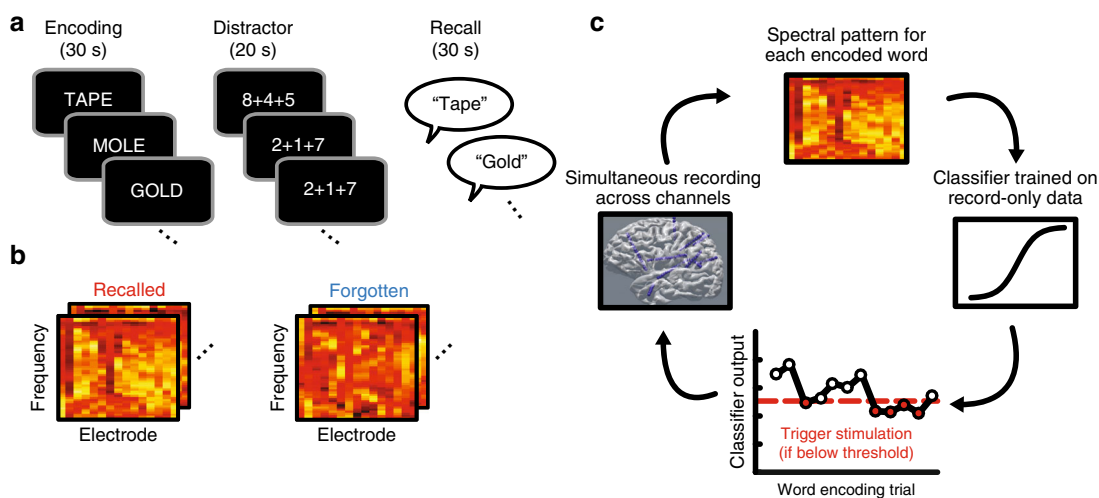 a
Encoding
(30 s)
TAPE
MOLE
GOLD
Distractor
(20 s)
8+4+5
2+1+7
2+1+7
Recall
(30 s)
“Tape”
“Gold”
b
Recalled
Frequency
Electrode
Forgotten
Frequency
Electrode
c
Spectral pattern for
each encoded word
Simultaneous recording
across channels
Classifier trained on
record-only data
Classifier output
Trigger stimulation
(if below threshold)
Word encoding trial